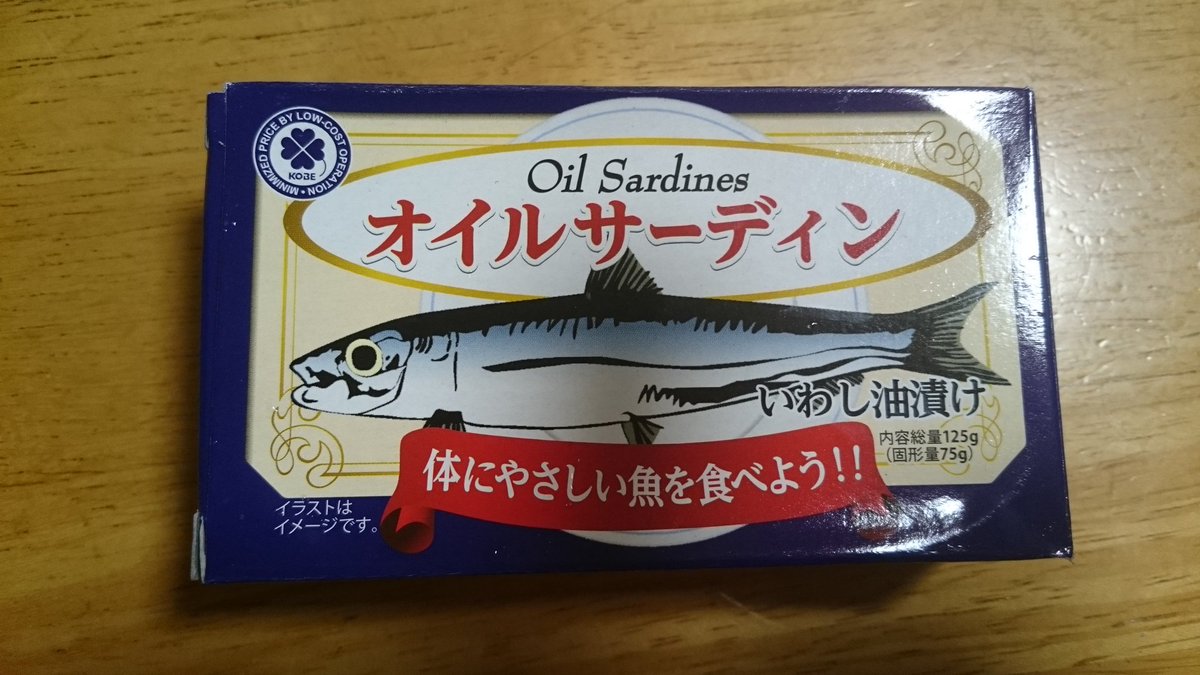 MINIMIZED PRICE BY LOW-COST OPERATION
KOBE
Oil Sardines
オイルサーディン
いわし油漬け
内容総量125g
(固形量75g)
体にやさしい魚を食べよう!!
イラストは
イメージです。